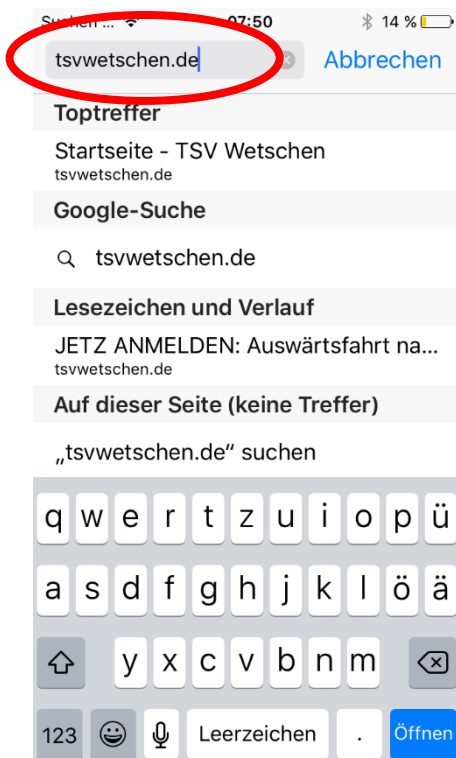 Suchen ... 07:50 14 %
tsvwetschen.de Abbrechen
Toptreffer
Startseite - TSV Wetschen
tsvwetschen.de
Google-Suche
tsvwetschen.de
Lesezeichen und Verlauf
JETZ ANMELDEN: Auswärtsfahrt na...
tsvwetschen.de
Auf dieser Seite (keine Treffer)
„tsvwetschen.de“ suchen
q w e r t z u i o p ü
a s d f g h j k l ö ä
y x c v b n m
123 Leerzeichen . Öffnen